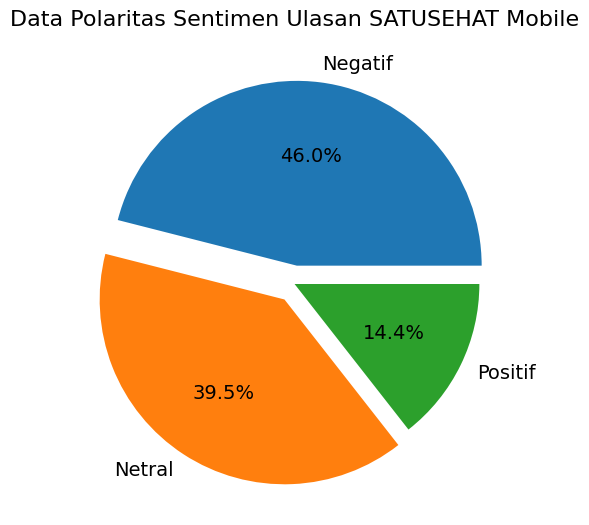 Data Polaritas Sentimen Ulasan SATUSEHAT Mobile
Negatif
46.0%
14.4%
Positif
39.5%
Netral